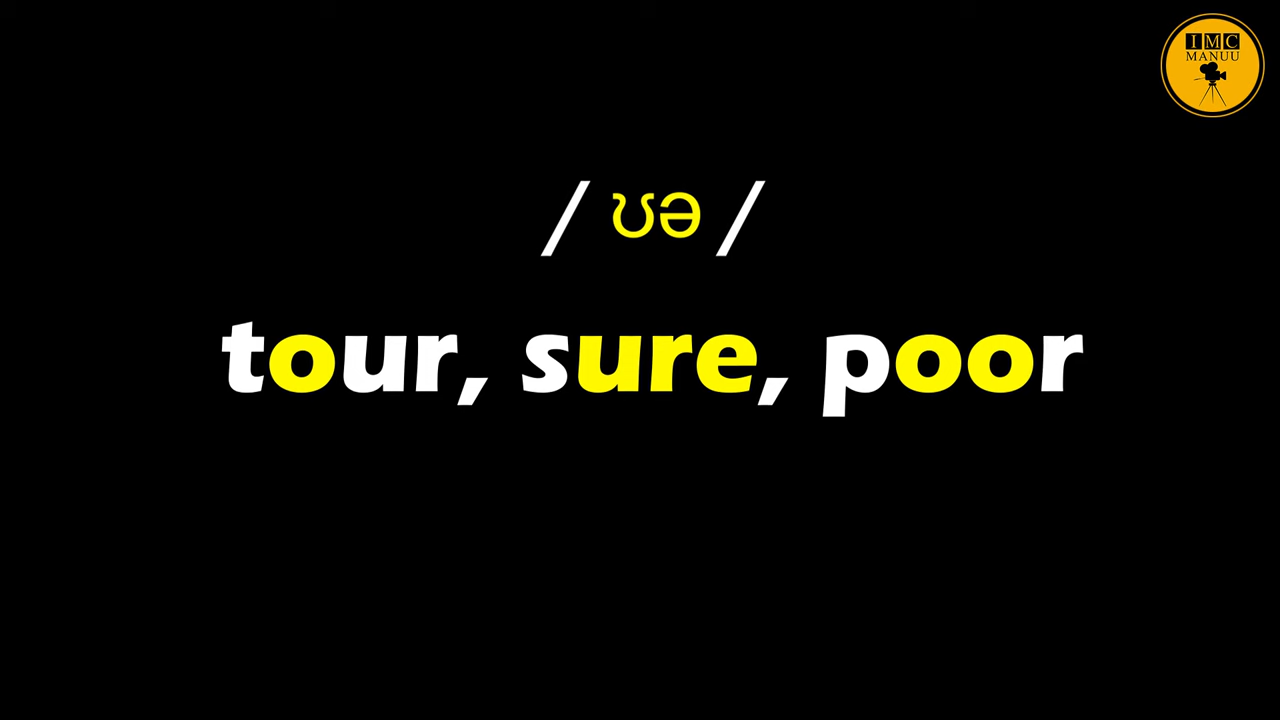 IMC
MANUU
/ ʊə /
tour, sure, poor